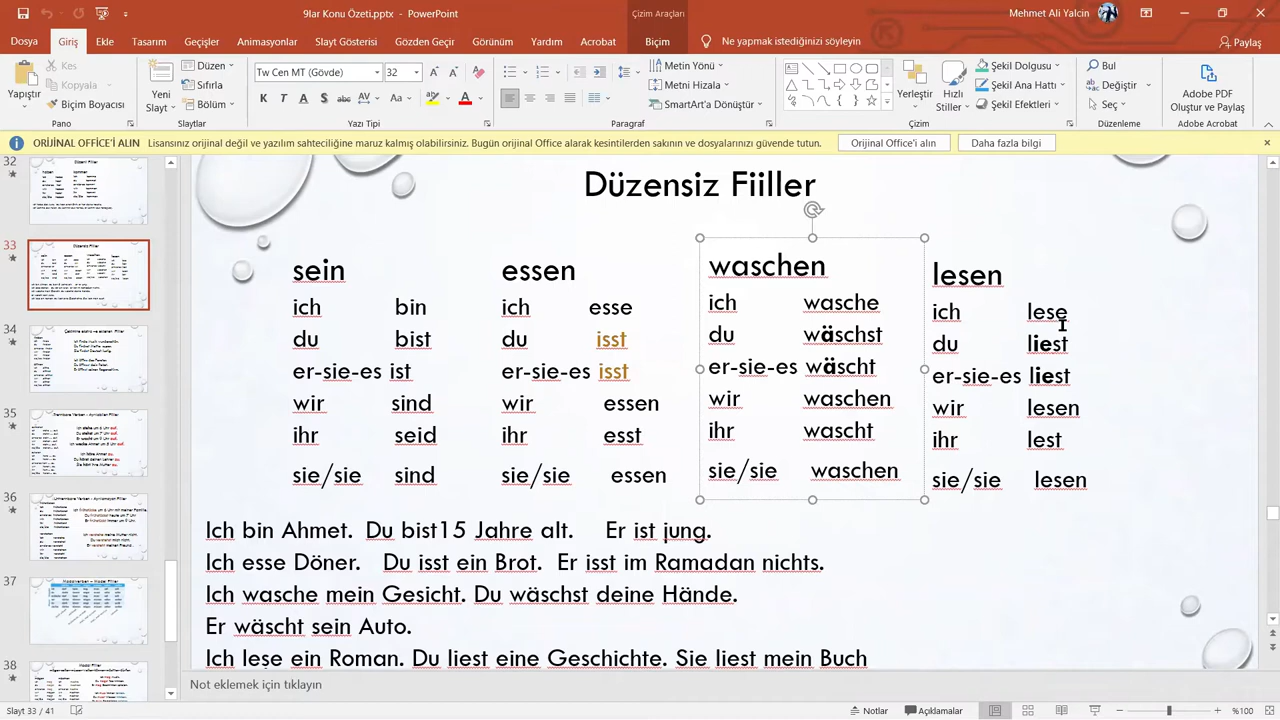 9lar Konu Özeti.pptx - PowerPoint
Çizim Araçları
Mehmet Ali Yalcin
Dosya Giriş Ekle Tasarım Geçişler Animasyonlar Slayt Gösterisi Gözden Geçir Görünüm Yardım Acrobat Biçim Ne yapmak istediğinizi söyleyin Paylaş
Yapıştır
Kes
Kopyala
Biçim Boyacısı
Pano
Yeni Slayt
Düzen
Sıfırla
Bölüm
Slaytlar
Tw Cen MT (Gövde) 32
K T A S abc AV Aa A
Yazı Tipi
Metin Yönü
Metni Hizala
SmartArt'a Dönüştür
Paragraf
Yerleştir
Hızlı Stiller
Şekil Dolgusu
Şekil Ana Hattı
Şekil Efektleri
Çizim
Bul
Değiştir
Seç
Düzenleme
Adobe PDF Oluştur ve Paylaş
Adobe Acrobat
ORİJİNAL OFFİCE'İ ALIN Lisansınız orijinal değil ve yazılım sahteciliğine maruz kalmış olabilirsiniz. Bugün orijinal Office alarak kesintilerden sakının ve dosyalarınızı güvende tutun. Orijinal Office'i alın Daha fazla bilgi
32
33
34
35
36
37
38
Düzensiz Fiiller
sein
ich bin
du bist
er-sie-es ist
wir sind
ihr seid
sie/sie sind
essen
ich esse
du isst
er-sie-es isst
wir essen
ihr esst
sie/sie essen
waschen
ich wasche
du wäschst
er-sie-es wäscht
wir waschen
ihr wascht
sie/sie waschen
lesen
ich lese
du liest
er-sie-es liest
wir lesen
ihr lest
sie/sie lesen
Ich bin Ahmet. Du bist15 Jahre alt. Er ist jung.
Ich esse Döner. Du isst ein Brot. Er isst im Ramadan nichts.
Ich wasche mein Gesicht. Du wäschst deine Hände.
Er wäscht sein Auto.
Ich lese ein Roman. Du liest eine Geschichte. Sie liest mein Buch
Not eklemek için tıklayın
Slayt 33 / 41
Notlar Açıklamalar %100